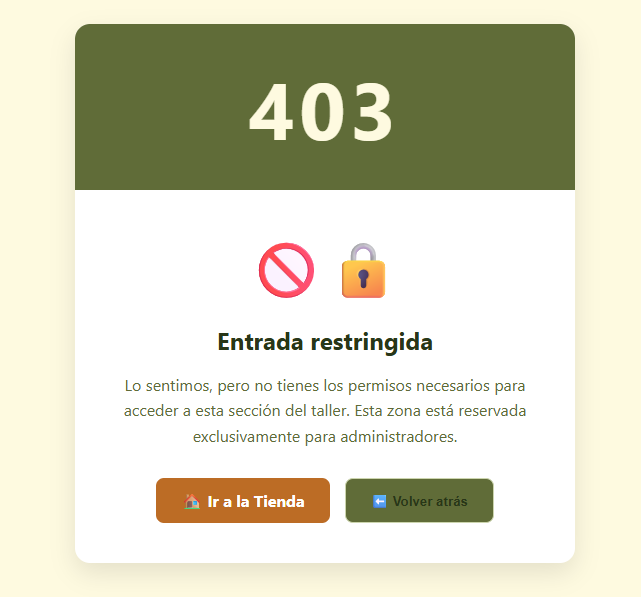 403
Entrada restringida
Lo sentimos, pero no tienes los permisos necesarios para
acceder a esta sección del taller. Esta zona está reservada
exclusivamente para administradores.
Ir a la Tienda
Volver atrás